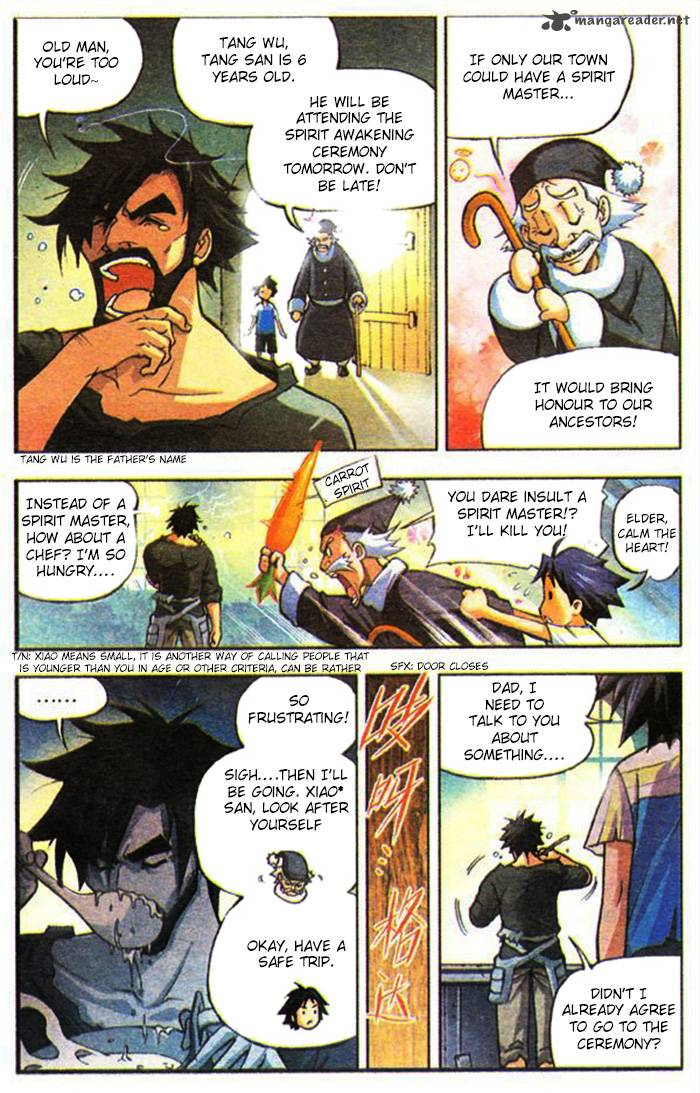 mangareader.net
OLD MAN,
YOU'RE TOO
LOUD~
TANG WU,
TANG SAN IS 6
YEARS OLD.
HE WILL BE
ATTENDING THE
SPIRIT AWAKENING
CEREMONY
TOMORROW. DON'T
BE LATE!
IF ONLY OUR TOWN
COULD HAVE A SPIRIT
MASTER...
IT WOULD BRING
HONOUR TO OUR
ANCESTORS!
TANG WU IS THE FATHER'S NAME
INSTEAD OF A
SPIRIT MASTER,
HOW ABOUT A
CHEF? I'M SO
HUNGRY....
CARROT
SPIRIT
YOU DARE INSULT A
SPIRIT MASTER!?
I'LL KILL YOU!
ELDER,
CALM THE
HEART!
T/N: XIAO MEANS SMALL, IT IS ANOTHER WAY OF CALLING PEOPLE THAT
IS YOUNGER THAN YOU IN AGE OR OTHER CRITERIA, CAN BE RATHER
SFX: DOOR CLOSES
......
SO
FRUSTRATING!
SIGH....THEN I'LL
BE GOING. XIAO*
SAN, LOOK AFTER
YOURSELF
OKAY, HAVE A
SAFE TRIP.
吱呀…格达
DAD, I
NEED TO
TALK TO YOU
ABOUT
SOMETHING....
DIDN'T I
ALREADY AGREE
TO GO TO THE
CEREMONY?